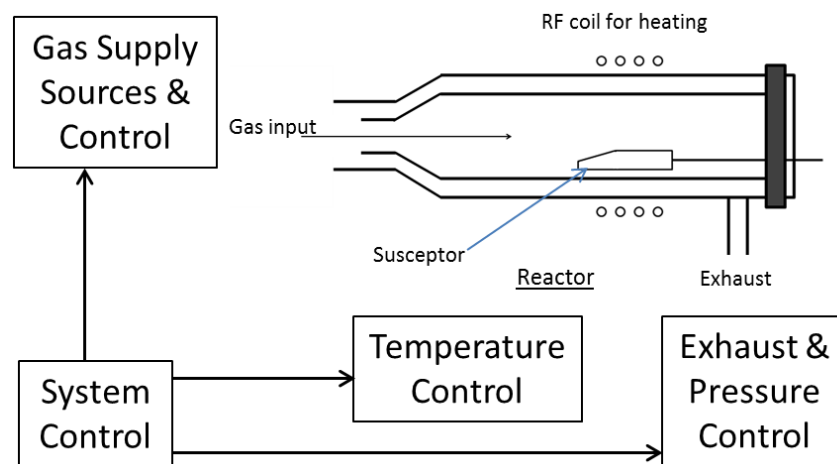 Gas Supply
Sources &
Control
RF coil for heating
Gas input
Susceptor
Reactor
Exhaust
System
Control
Temperature
Control
Exhaust &
Pressure
Control